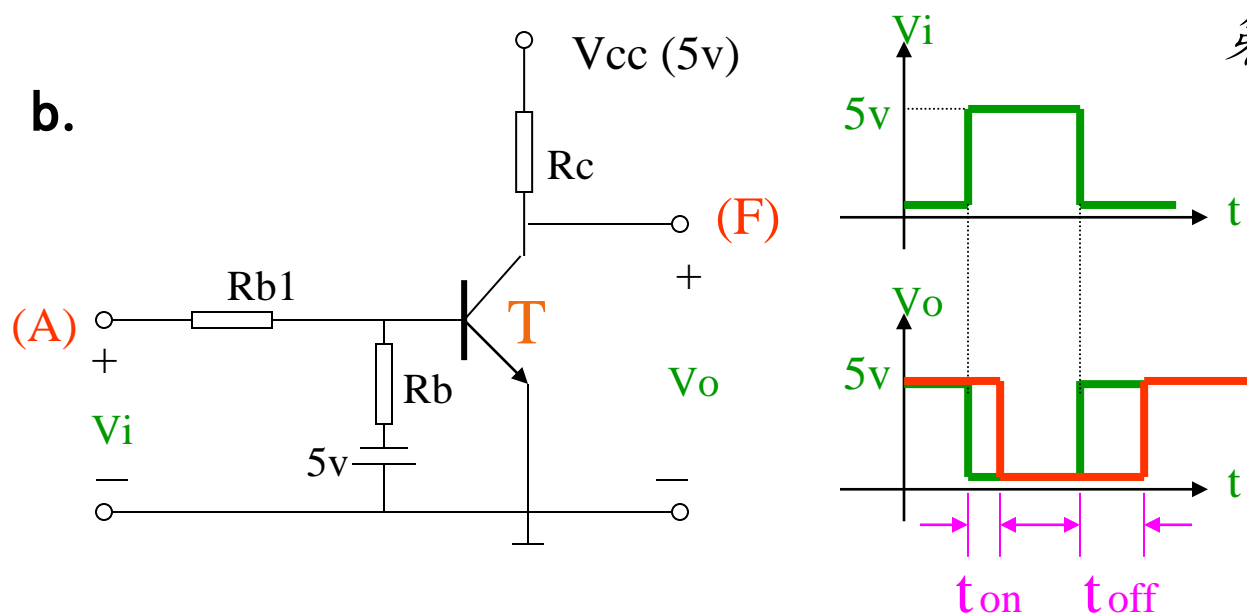 b.
Vcc (5v)
Rc
(F)
+
Rb1
(A)
+
T
Rb
Vo
Vi
5v
—
—
Vi
5v
t
Vo
5v
t
ton
toff